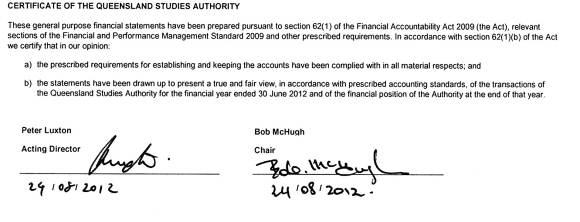 CERTIFICATE OF THE QUEENSLAND STUDIES AUTHORITY
These general purpose financial statements have been prepared pursuant to section 62(1) of the Financial Accountability Act 2009 (the Act), relevant
sections of the Financial and Performance Management Standard 2009 and other prescribed requirements. In accordance with section 62(1)(b) of the Act
we certify that in our opinion:
a) the prescribed requirements for establishing and keeping the accounts have been complied with in all material respects; and
b) the statements have been drawn up to present a true and fair view, in accordance with prescribed accounting standards, of the transactions of
the Queensland Studies Authority for the financial year ended 30 June 2012 and of the financial position of the Authority at the end of that year.
Peter Luxton
Acting Director
29/08/2012
Bob McHugh
Chair
Bob. McHugh
24/08/2012.